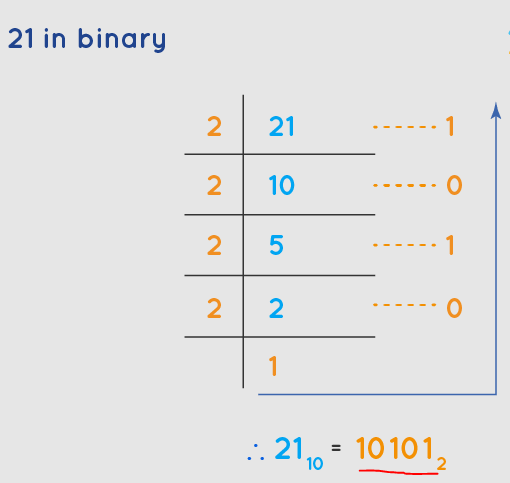 21 in binary
2 21 ------ 1
2 10 ------ 0
2 5 ------ 1
2 2 ------ 0
1
∴ 21₁₀ = 10101₂